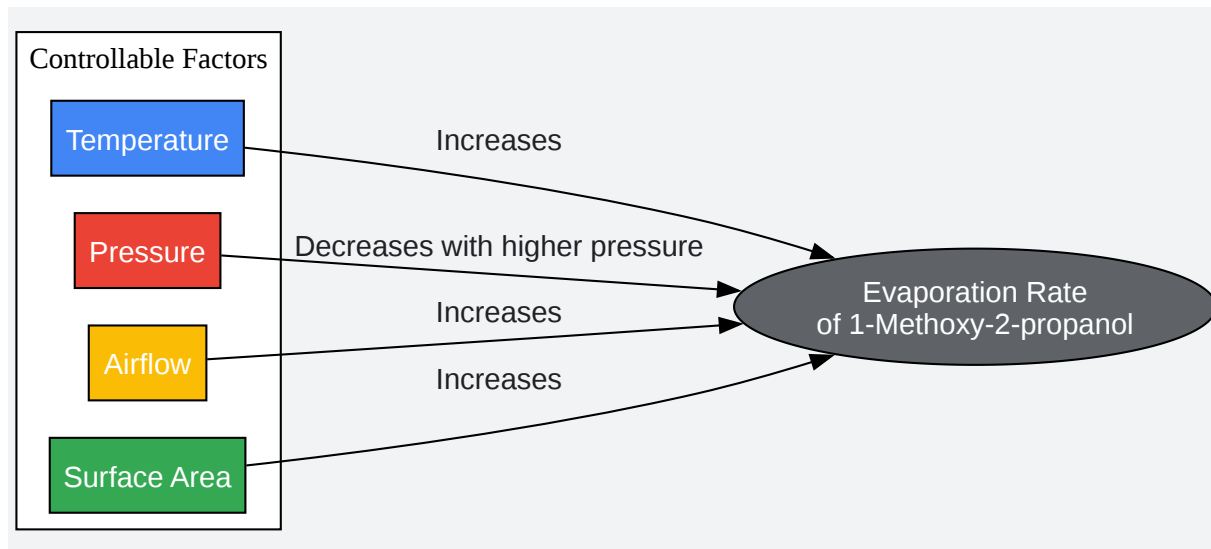 Controllable Factors
Temperature
Increases
Pressure
Decreases with higher pressure
Airflow
Increases
Surface Area
Increases
Evaporation Rate
of 1-Methoxy-2-propanol